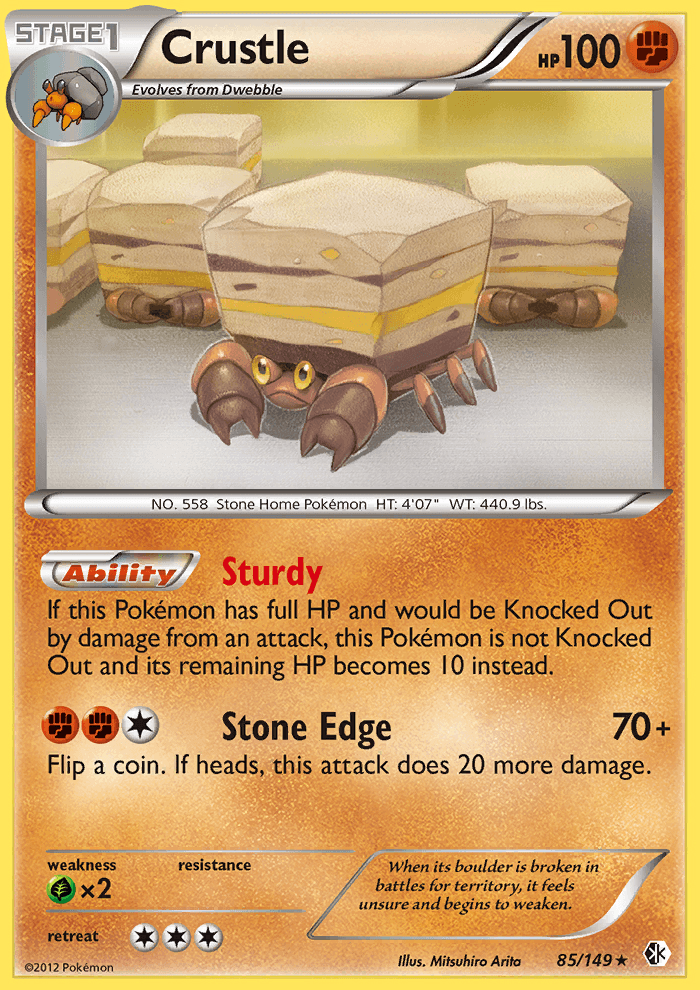 STAGE1
Crustle
HP100
Evolves from Dwebble
NO. 558 Stone Home Pokémon HT: 4'07" WT: 440.9 lbs.
Ability Sturdy
If this Pokémon has full HP and would be Knocked Out
by damage from an attack, this Pokémon is not Knocked
Out and its remaining HP becomes 10 instead.
Stone Edge 70+
Flip a coin. If heads, this attack does 20 more damage.
weakness resistance
×2
retreat
When its boulder is broken in
battles for territory, it feels
unsure and begins to weaken.
©2012 Pokémon
Illus. Mitsuhiro Arita 85/149 ★